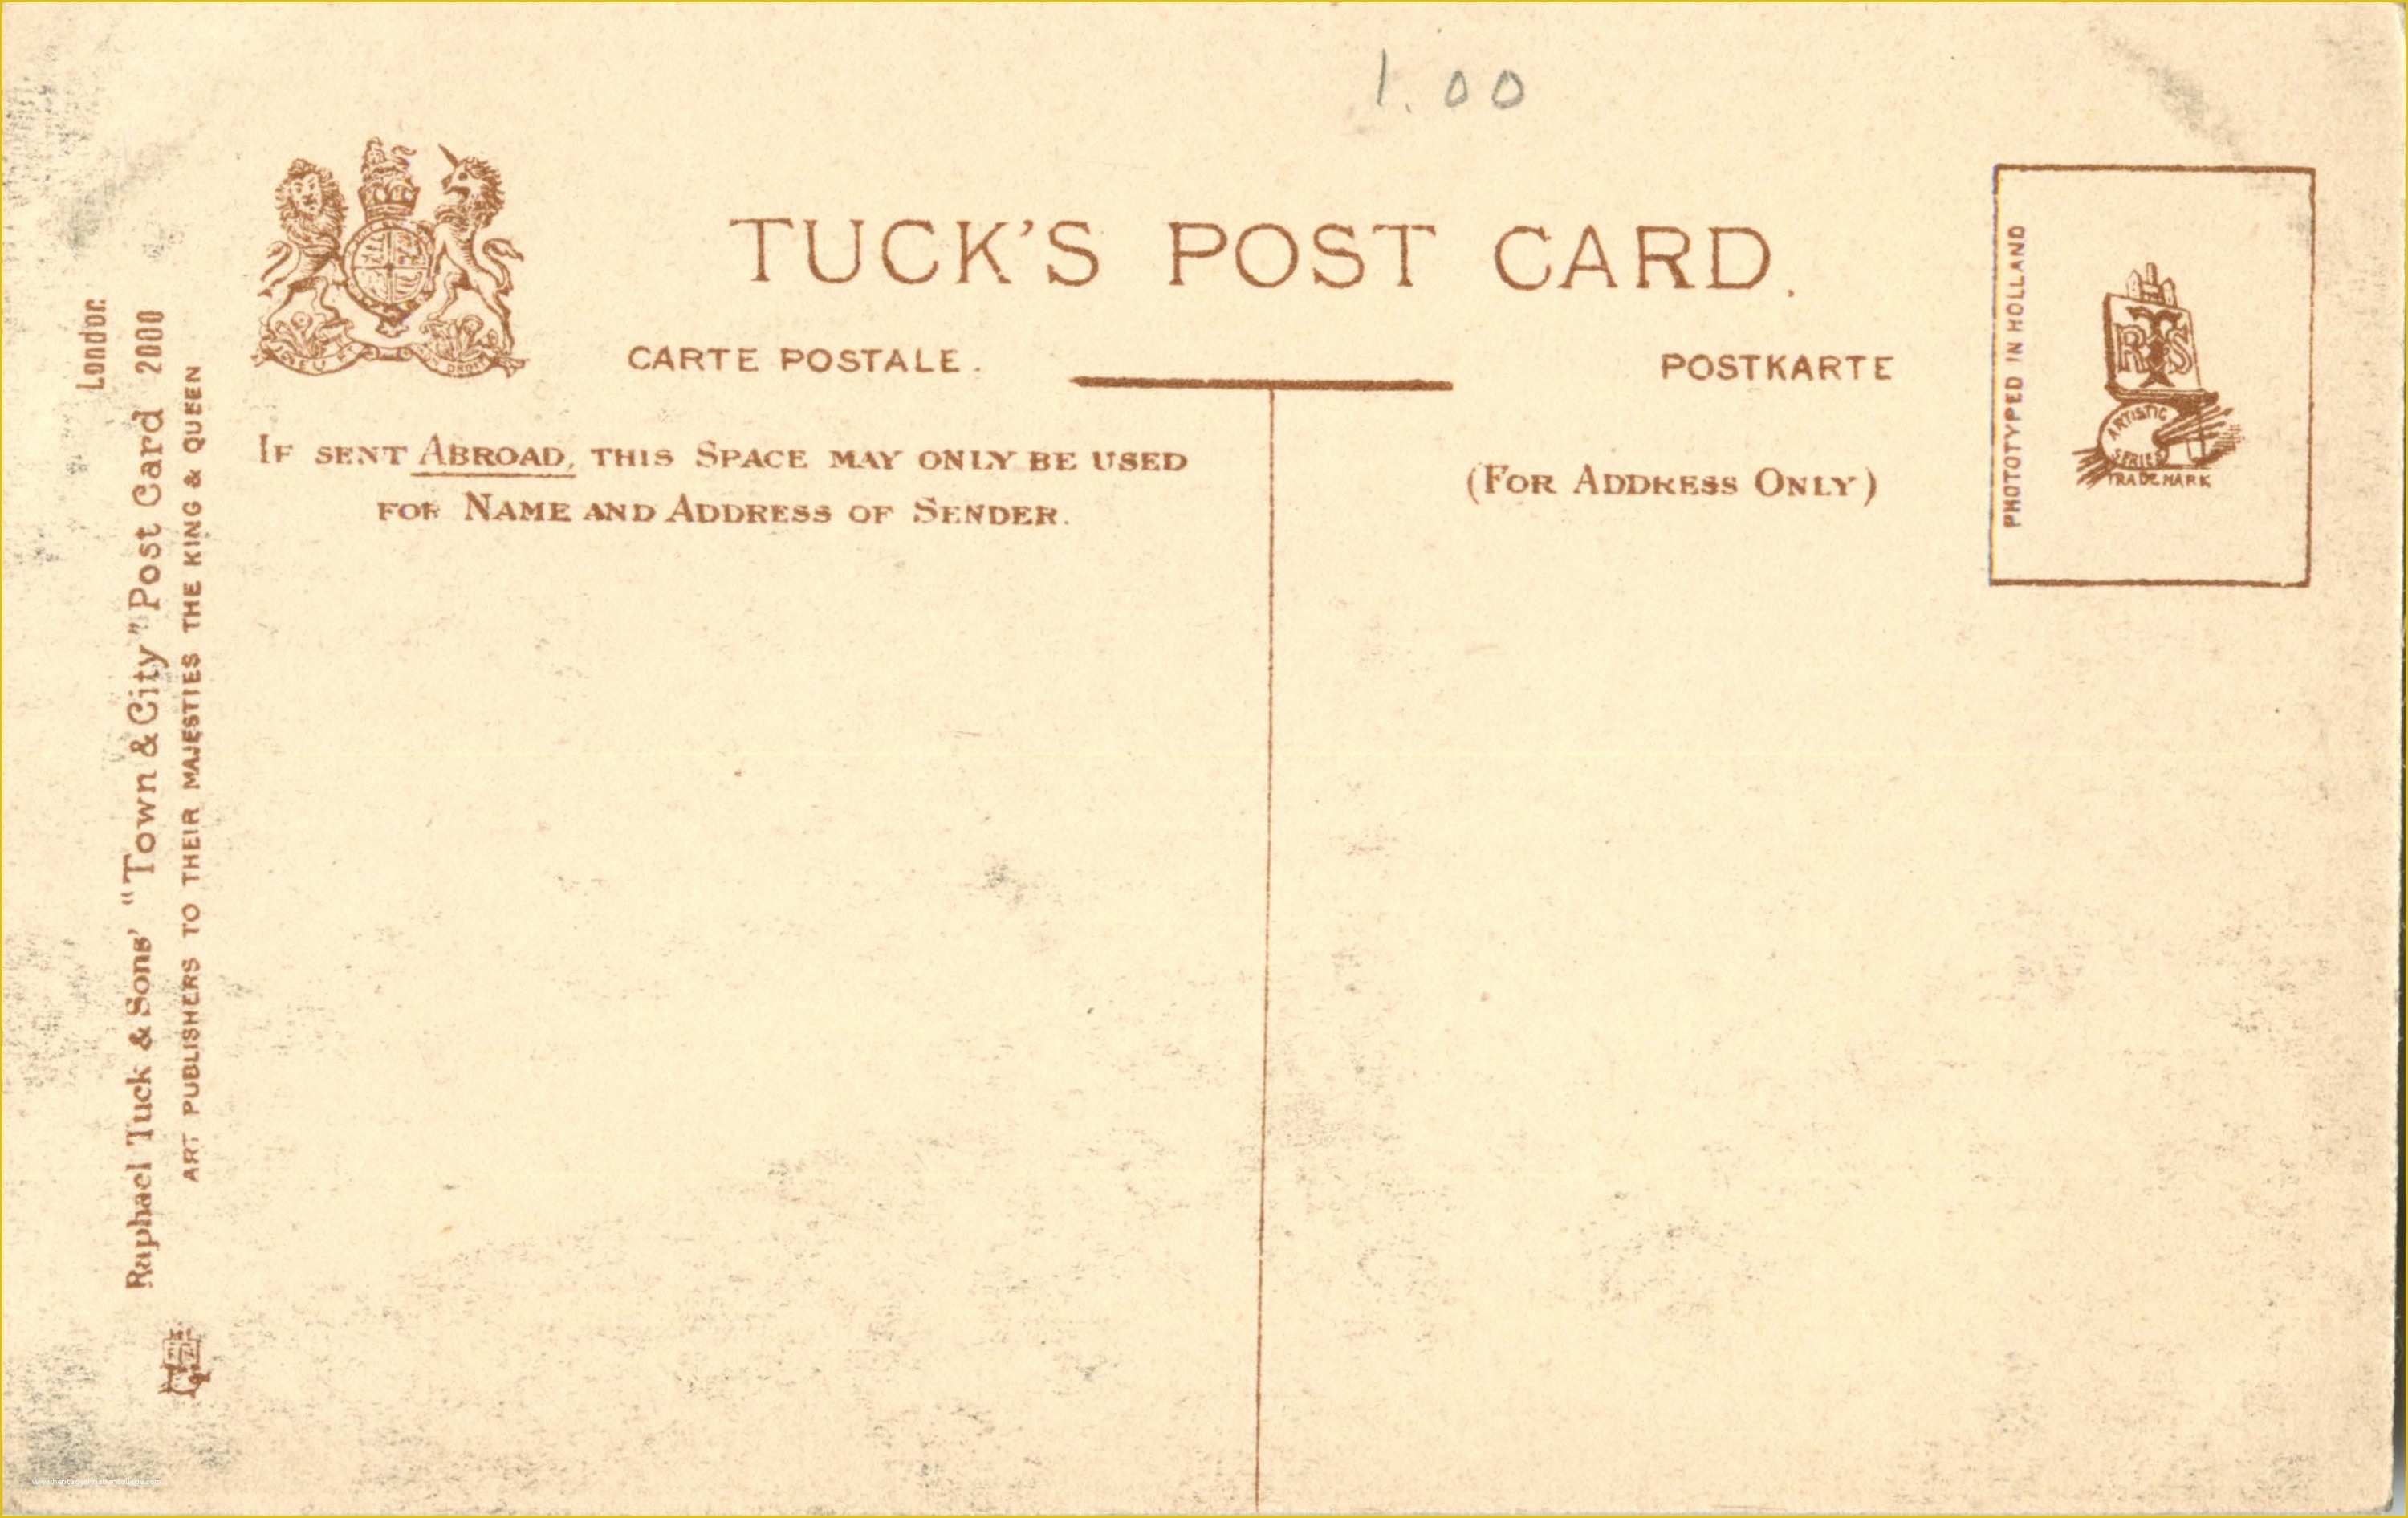 1.00
TUCK'S POST CARD.
CARTE POSTALE.
POSTKARTE
IF SENT ABROAD, THIS SPACE MAY ONLY BE USED
FOR NAME AND ADDRESS OF SENDER.
(FOR ADDRESS ONLY)
PHOTOTYPED IN HOLLAND
RTS
ARTISTIC
SERIES
TRADE MARK
London
Raphael Tuck & Sons' "Town & City" Post Card 2000
ART PUBLISHERS TO THEIR MAJESTIES THE KING & QUEEN